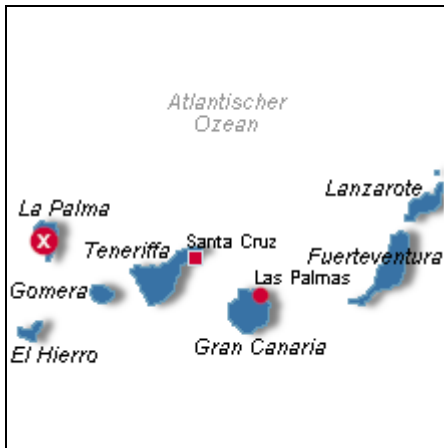 Atlantischer
Ozean
Lanzarote
La Palma
X
Santa Cruz
Teneriffa
Fuerteventura
Las Palmas
Gomera
El Hierro
Gran Canaria